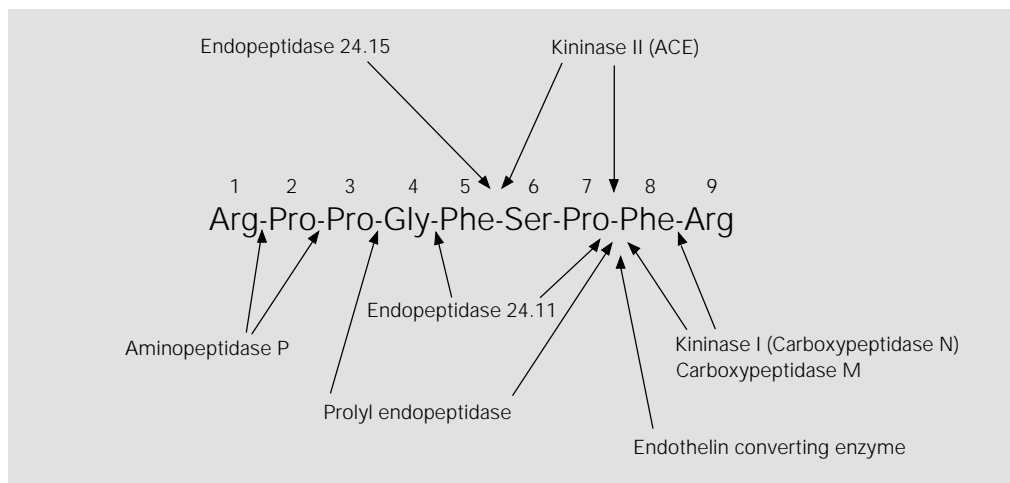 Endopeptidase 24.15
Kininase II (ACE)
1 2 3 4 5 6 7 8 9
Arg-Pro-Pro-Gly-Phe-Ser-Pro-Phe-Arg
Endopeptidase 24.11
Aminopeptidase P
Kininase I (Carboxypeptidase N)
Carboxypeptidase M
Prolyl endopeptidase
Endothelin converting enzyme